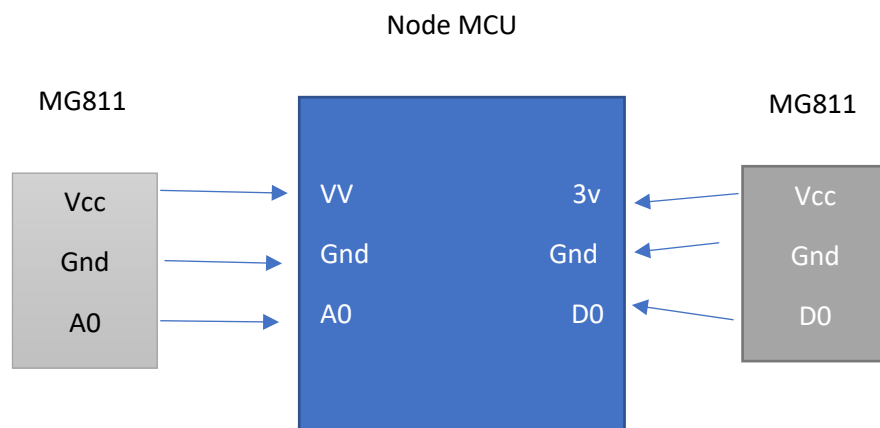 Node MCU
MG811
MG811
Vcc
Gnd
A0
VV
Gnd
A0
3v
Gnd
D0
Vcc
Gnd
D0